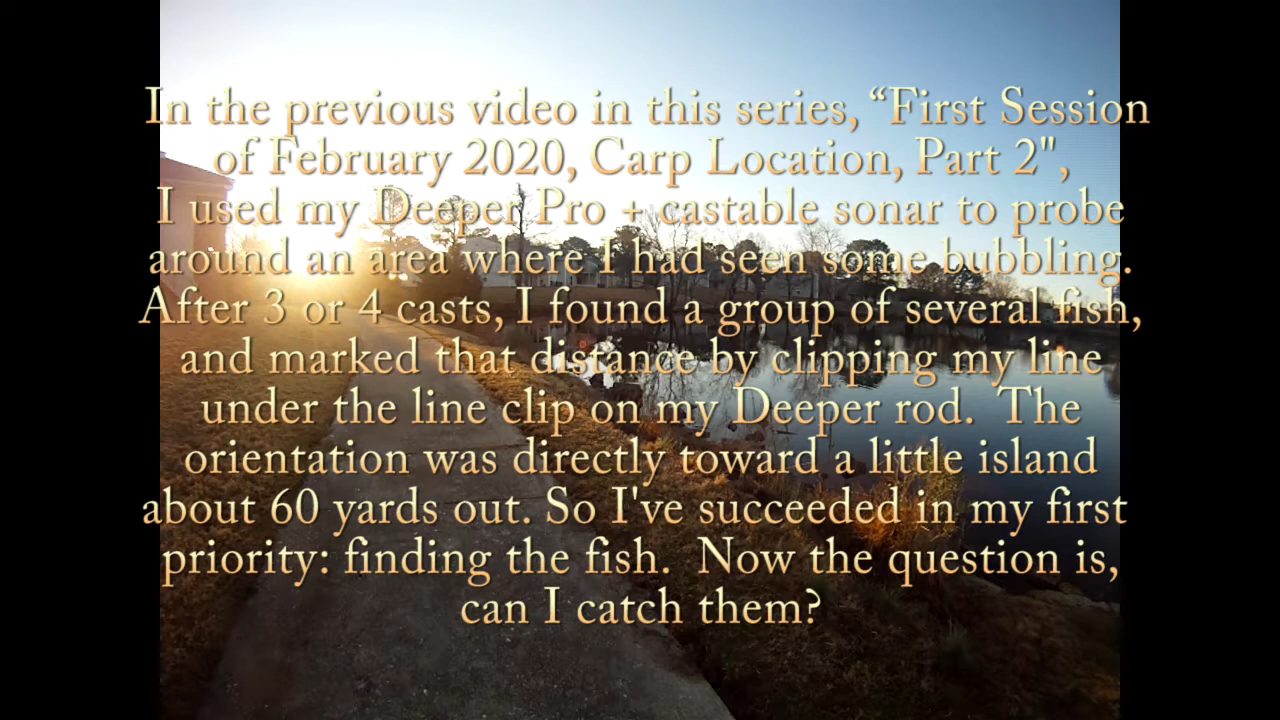 In the previous video in this series, “First Session
of February 2020, Carp Location, Part 2",
I used my Deeper Pro + castable sonar to probe
around an area where I had seen some bubbling.
After 3 or 4 casts, I found a group of several fish,
and marked that distance by clipping my line
under the line clip on my Deeper rod.  The
orientation was directly toward a little island
about 60 yards out. So I've succeeded in my first
priority: finding the fish.  Now the question is,
can I catch them?